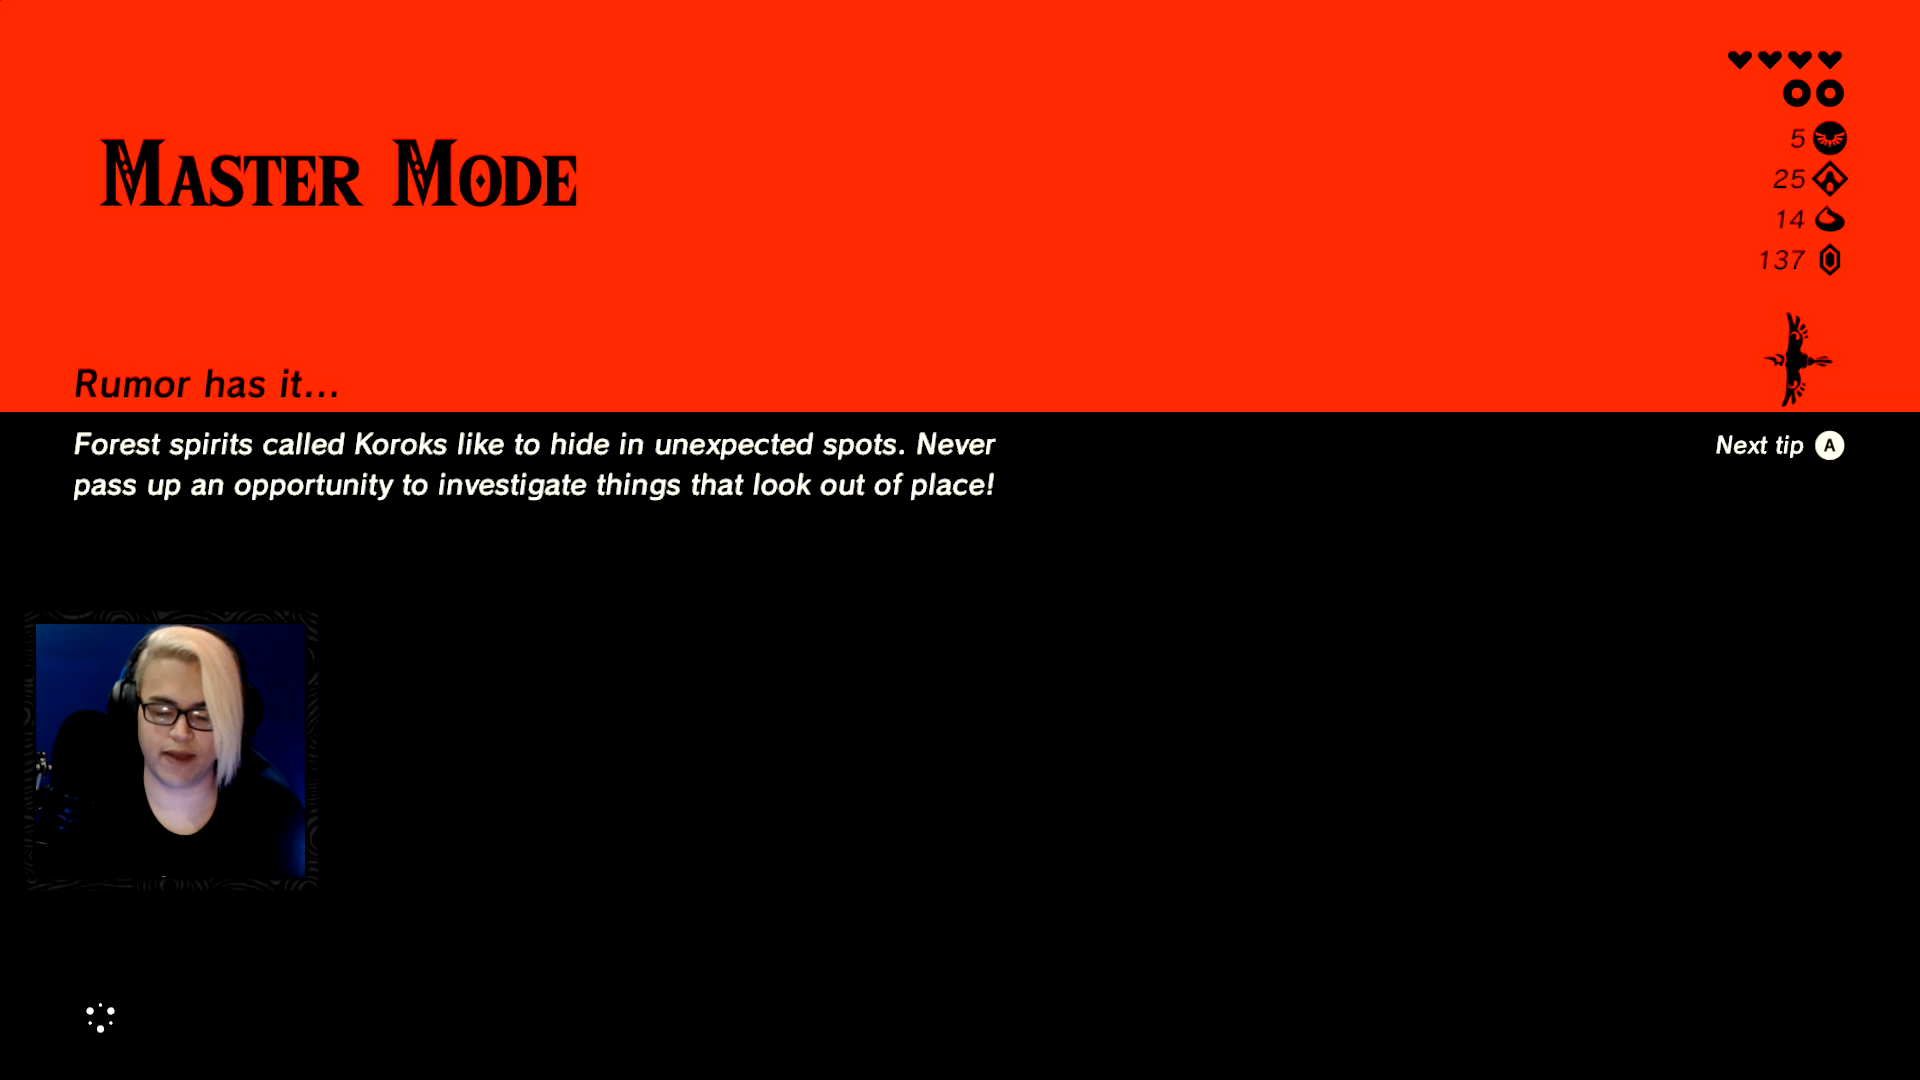 Master Mode
5
25
14
137
Rumor has it...
Forest spirits called Koroks like to hide in unexpected spots. Never
pass up an opportunity to investigate things that look out of place!
Next tip A